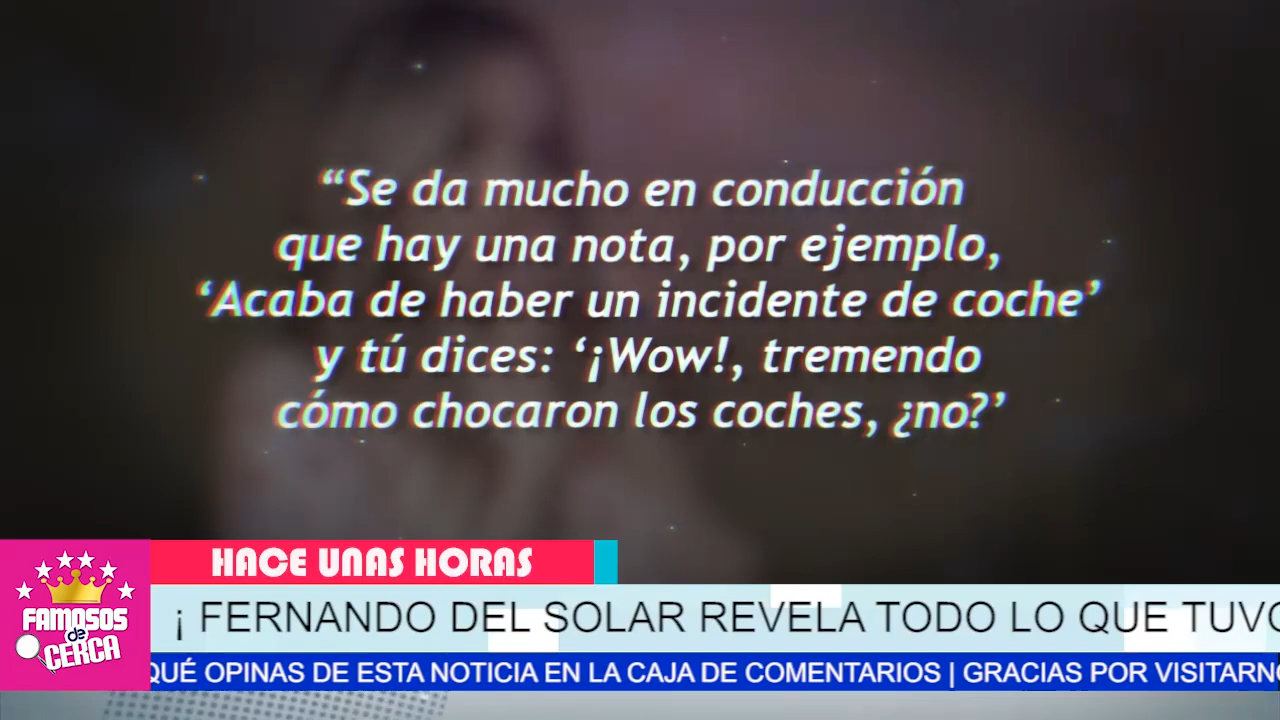 “Se da mucho en conducción
que hay una nota, por ejemplo,
‘Acaba de haber un incidente de coche’
y tú dices: ‘¡Wow!, tremendo
cómo chocaron los coches, ¿no?’
HACE UNAS HORAS
FAMOSOS
de
CERCA
¡ FERNANDO DEL SOLAR REVELA TODO LO QUE TUVO
QUÉ OPINAS DE ESTA NOTICIA EN LA CAJA DE COMENTARIOS | GRACIAS POR VISITARNO